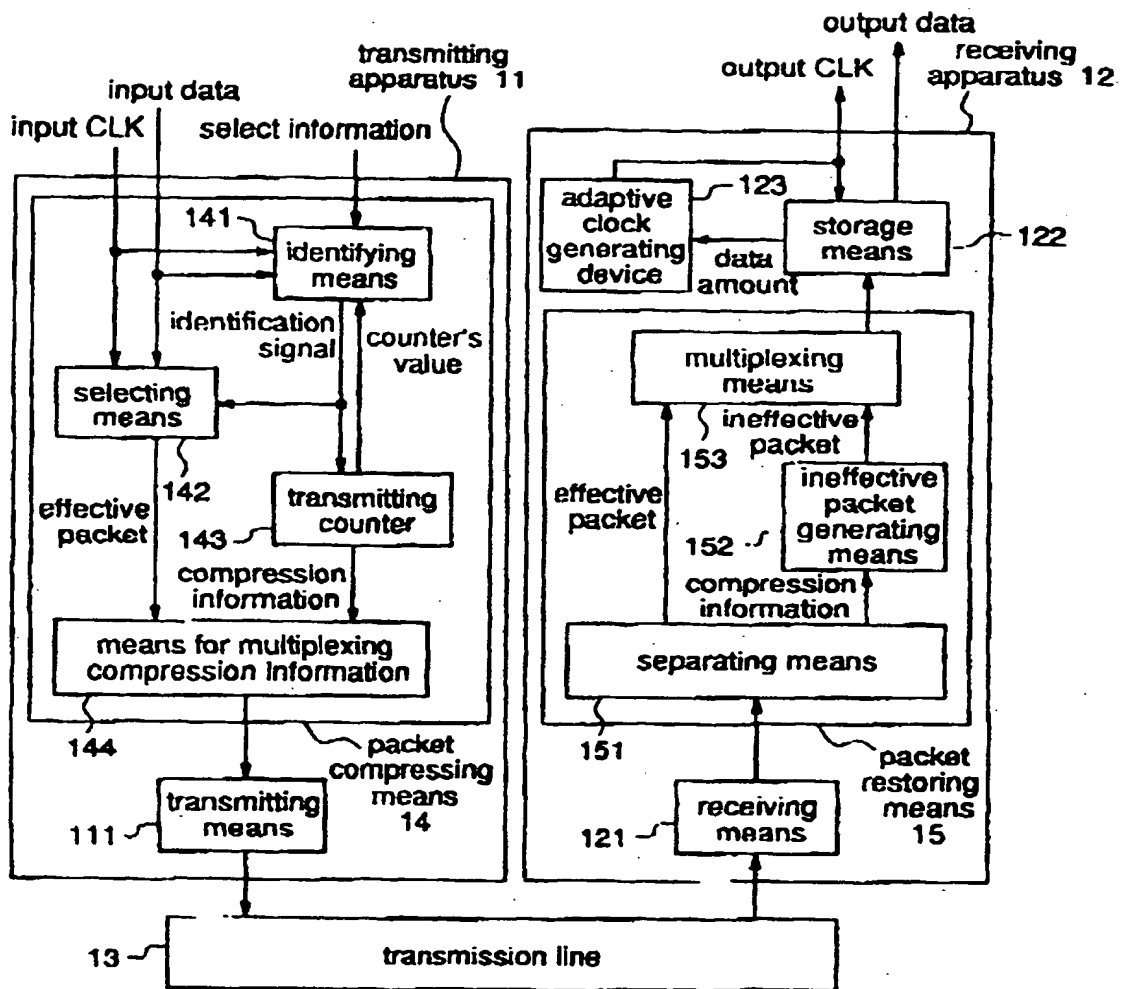 output data
transmitting
apparatus 11
output CLK
receiving
apparatus 12
input data
input CLK
select information
141
identifying
means
identification
signal
counter's
value
selecting
means
142
transmitting
counter
143
effective
packet
compression
information
means for multiplexing
compression information
144
packet
compressing
means
14
transmitting
means
111
123
adaptive
clock
generating
device
storage
means
122
data
amount
multiplexing
means
153
ineffective
packet
effective
packet
ineffective
packet
generating
means
152
compression
information
separating means
151
packet
restoring
means
15
receiving
means
121
13
transmission line